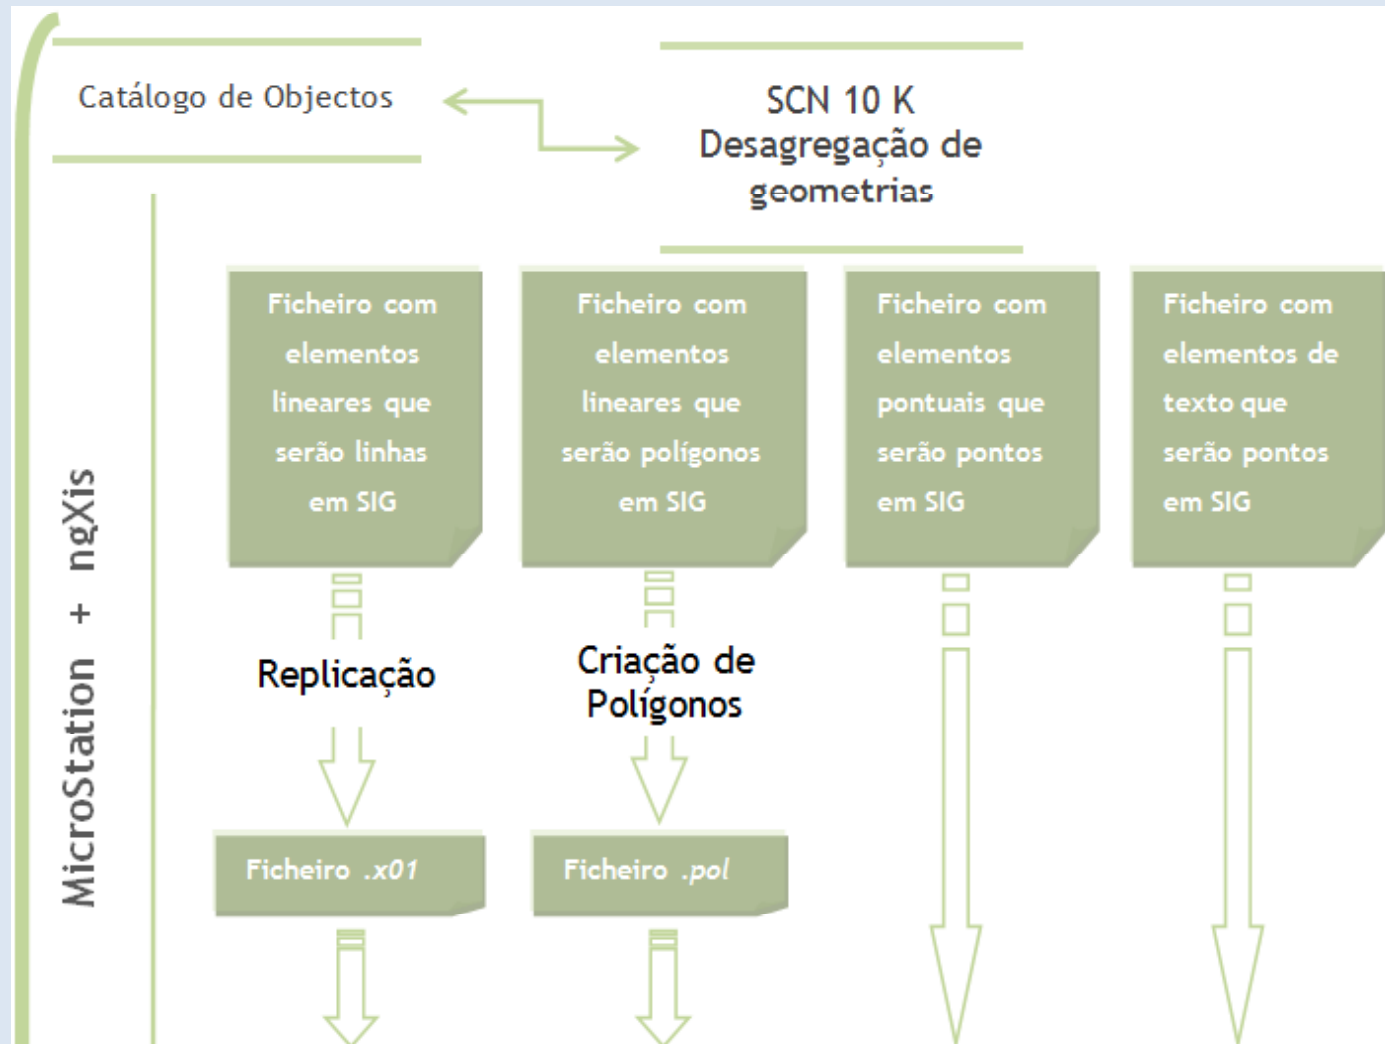 Catálogo de Objectos
SCN 10 K
Desagregação de
geometrias
Ficheiro com
elementos
lineares que
serão linhas
em SIG
Ficheiro com
elementos
lineares que
serão polígonos
em SIG
Ficheiro com
elementos
pontuais que
serão pontos
em SIG
Ficheiro com
elementos de
texto que
serão pontos
em SIG
MicroStation + ngXis
Replicação
Criação de
Polígonos
Ficheiro .x01
Ficheiro .pol